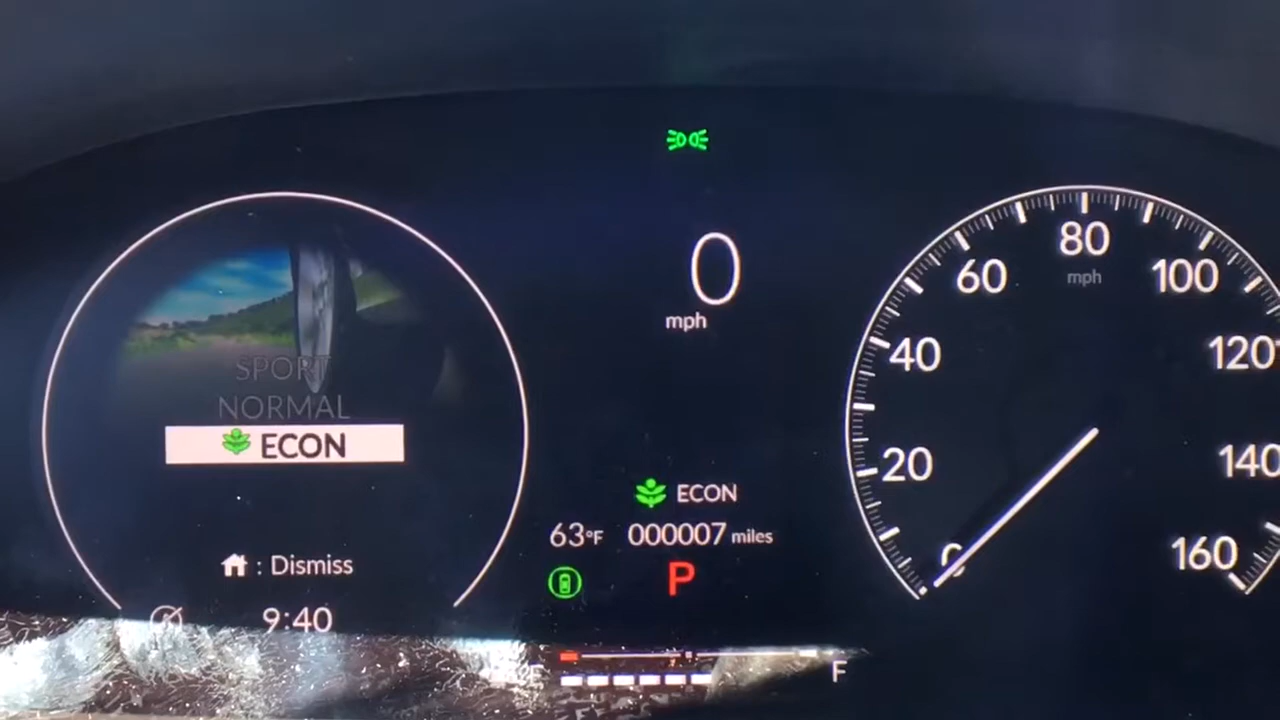 SPORT
NORMAL
ECON
: Dismiss
9:40
0
mph
ECON
63°F 000007 miles
P
F
0
20
40
60
80
mph
100
120
140
160